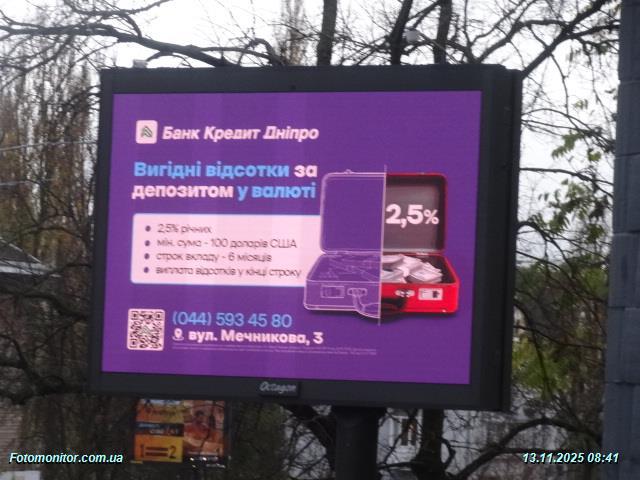 Банк Кредит Дніпро
Вигідні відсотки за
депозитом у валюті
2,5% річних
мін. сума - 100 доларів США
строк вкладу - 6 місяців
виплата відсотків у кінці строку
2,5%
(044) 593 45 80
вул. Мечникова, 3
Octagon
1=2
Fotomonitor.com.ua
13.11.2025 08:41